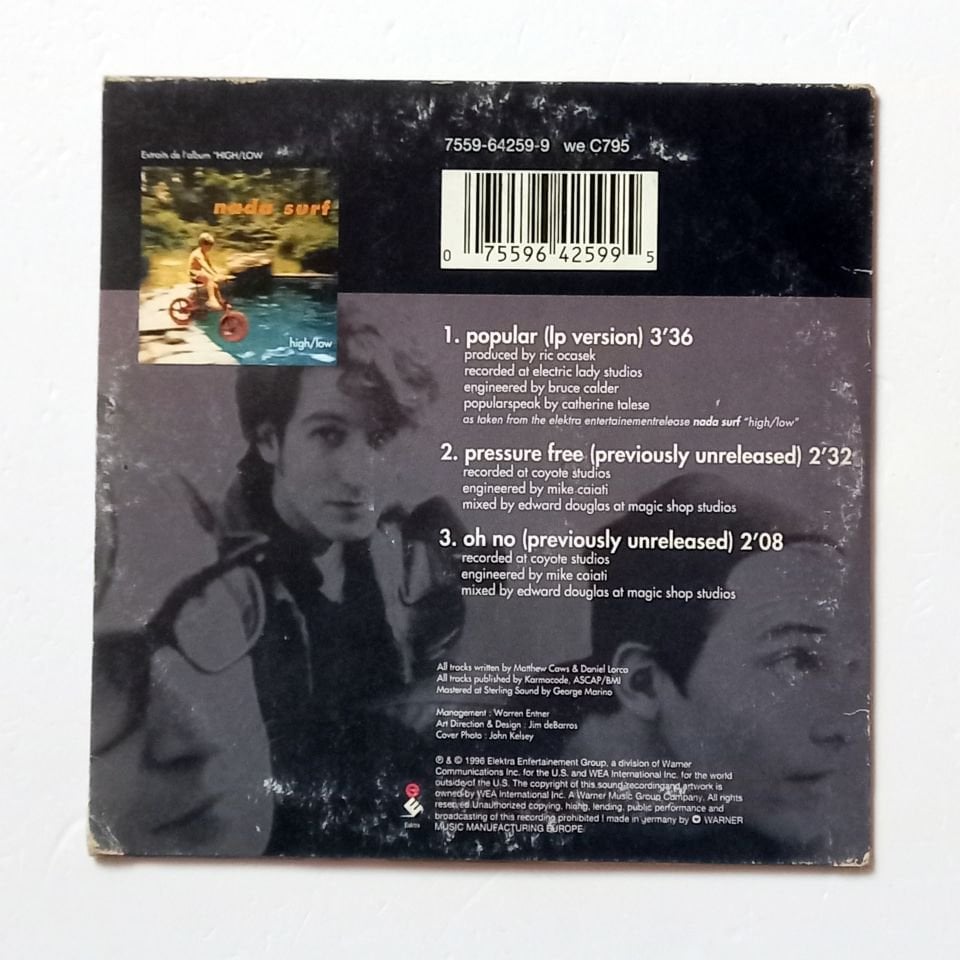 Extraits de l'album "HIGH/LOW
nada surf
high/low
7559-64259-9 we C795
0 75596 42599 5
1. popular (lp version) 3'36
produced by ric ocasek
recorded at electric lady studios
engineered by bruce calder
popularspeak by catherine talese
as taken from the elektra entertainementrelease nada surf "high/low"
2. pressure free (previously unreleased) 2'32
recorded at coyote studios
engineered by mike caiati
mixed by edward douglas at magic shop studios
3. oh no (previously unreleased) 2'08
recorded at coyote studios
engineered by mike caiati
mixed by edward douglas at magic shop studios
All tracks written by Matthew Caws & Daniel Lorca
All tracks published by Karmacode, ASCAP/BMI
Mastered at Sterling Sound by George Marino
Management : Warren Entner
Art Direction & Design : Jim deBarros
Cover Photo : John Kelsey
℗ & © 1996 Elektra Enfertainement Group, a division of Warner
Communications Inc. for the U.S. and WEA International Inc. for the world
outside of the U.S. The copyright of this sound recording and artwork is
owned by WEA International Inc. A Warner Music Group Company. All rights
reserved Unauthorized copying, hiring, lending, public performance and
broadcasting of this recording prohibited ! made in germany by WARNER
MUSIC MANUFACTURING EUROPE
Elektra